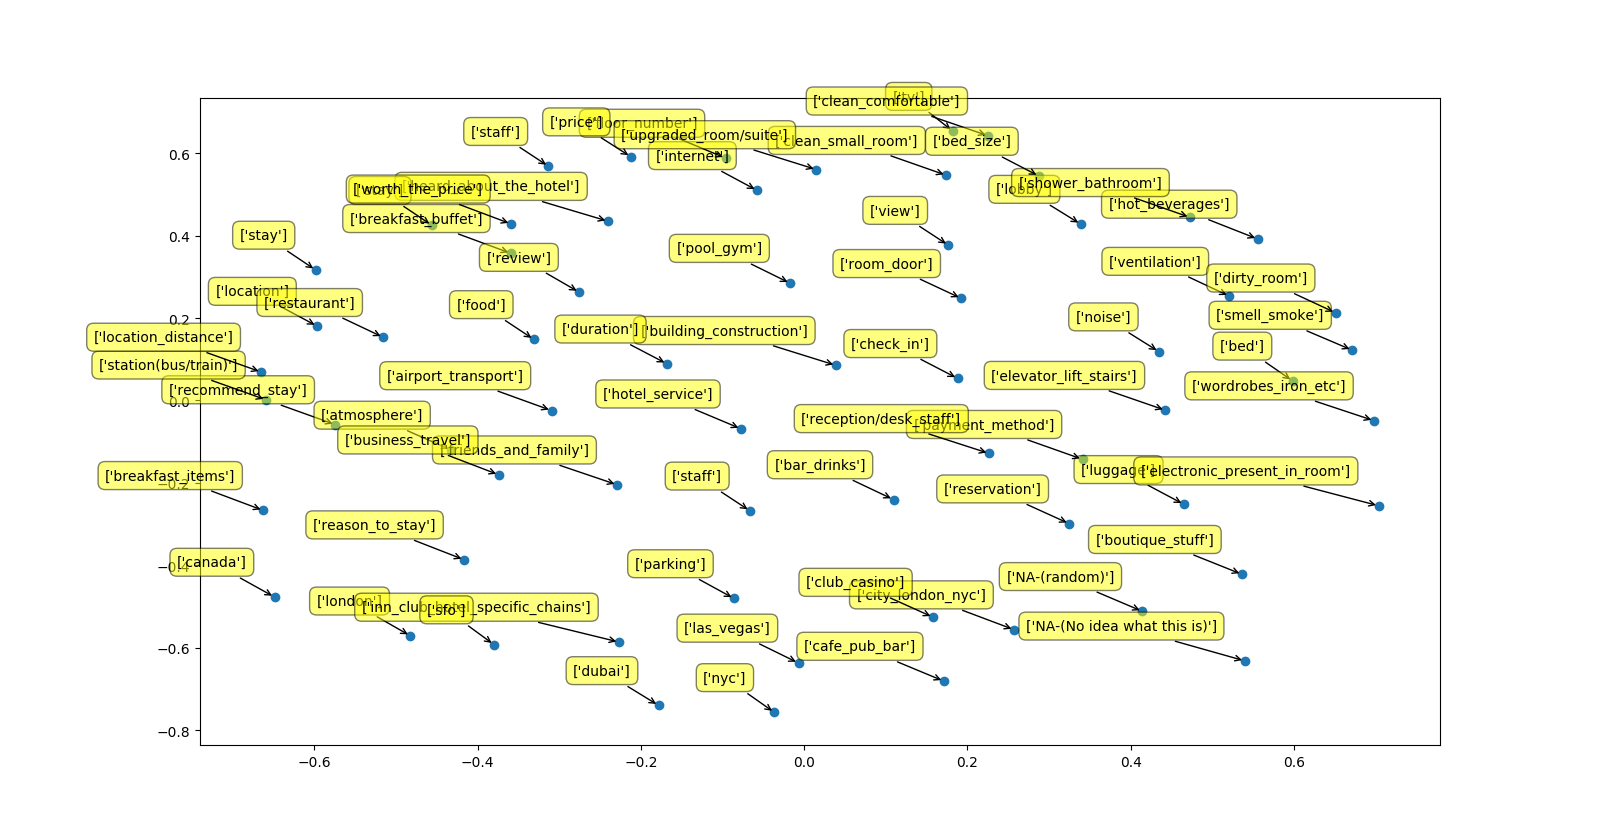 ['tv']
['clean_comfortable']
['price']
['floor_number']
['staff']
['upgraded_room/suite']
['clean_small_room']
['bed_size']
['internet']
0.6
['worth_the_price']
['heard_about_the_hotel']
['lobby']
['shower_bathroom']
['hot_beverages']
['breakfast_buffet']
['view']
['stay']
0.4
['pool_gym']
['review']
['room_door']
['ventilation']
['dirty_room']
['location']
['restaurant']
['food']
['noise']
['smell_smoke']
0.2
['duration']
['building_construction']
['location_distance']
['check_in']
['bed']
['station(bus/train)']
['airport_transport']
['elevator_lift_stairs']
['wordrobes_iron_etc']
['recommend_stay']
['hotel_service']
0.0
['atmosphere']
['reception/desk_staff']
['payment_method']
['business_travel']
['friends_and_family']
['bar_drinks']
['luggage']
['electronic_present_in_room']
['breakfast_items']
['staff']
−0.2
['reservation']
['reason_to_stay']
['boutique_stuff']
['canada']
['parking']
−0.4
['NA-(random)']
['club_casino']
['city_london_nyc']
['london']
['inn_club_hotel_specific_chains']
['sfo']
['las_vegas']
['NA-(No idea what this is)']
['cafe_pub_bar']
−0.6
['dubai']
['nyc']
−0.8
−0.6 −0.4 −0.2 0.0 0.2 0.4 0.6